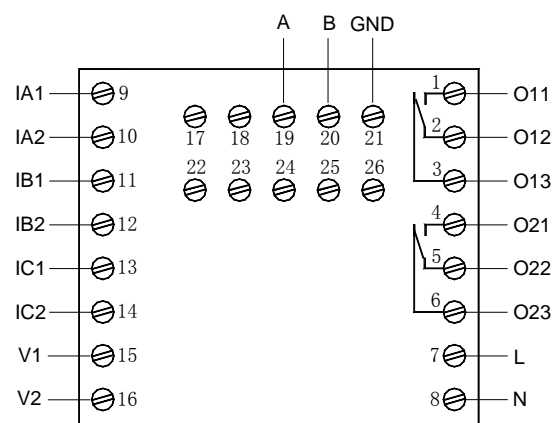 A B GND
IA1 9 1 O11
17 18 19 20 21
IA2 10 2 O12
22 23 24 25 26
IB1 11 3 O13
IB2 12 4 O21
IC1 13 5 O22
IC2 14 6 O23
V1 15 7 L
V2 16 8 N